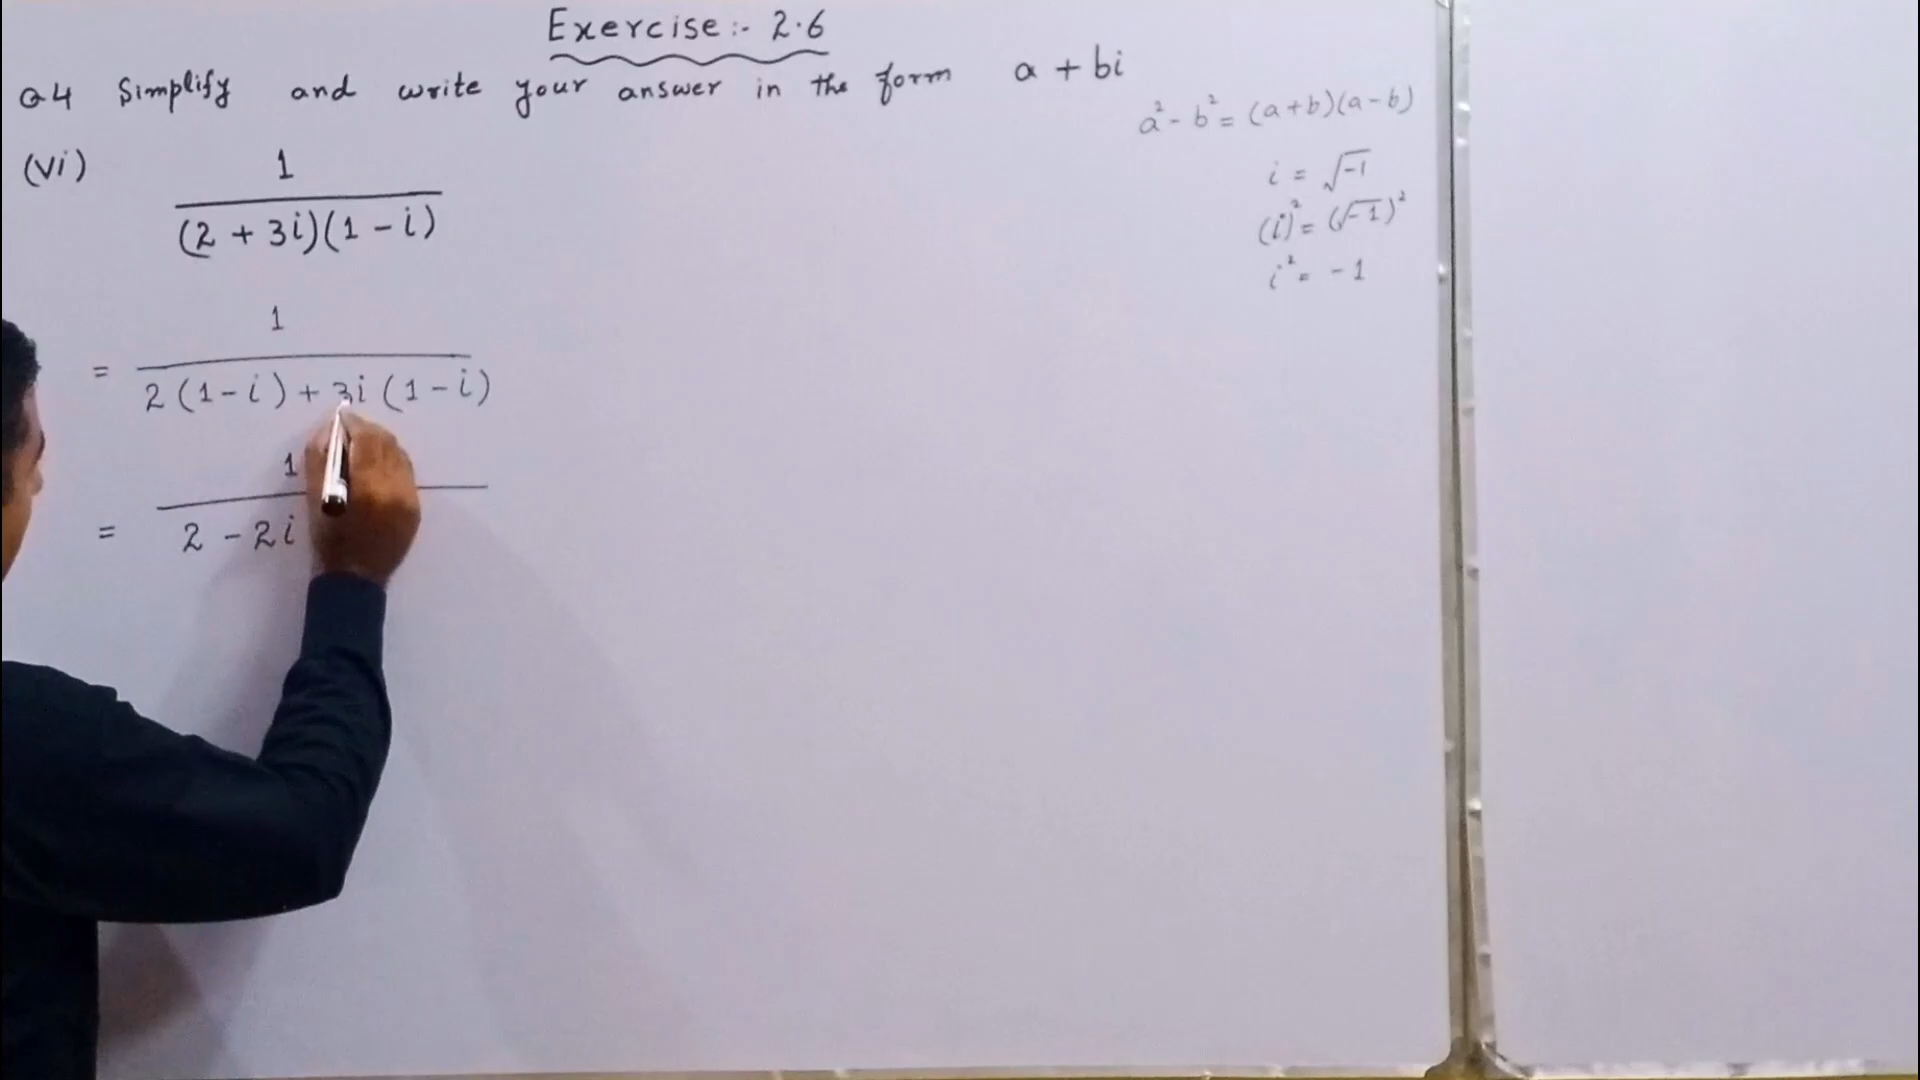 Exercise:- 2.6
Q4 Simplify and write your answer in the form a + bi
a² - b² = (a+b)(a-b)
(vi) 1
(2 + 3i)(1 - i)
i = √-1
(i)² = (√-1)²
i² = -1
1
= 2(1-i) + 3i(1-i)
1
= 2 - 2i